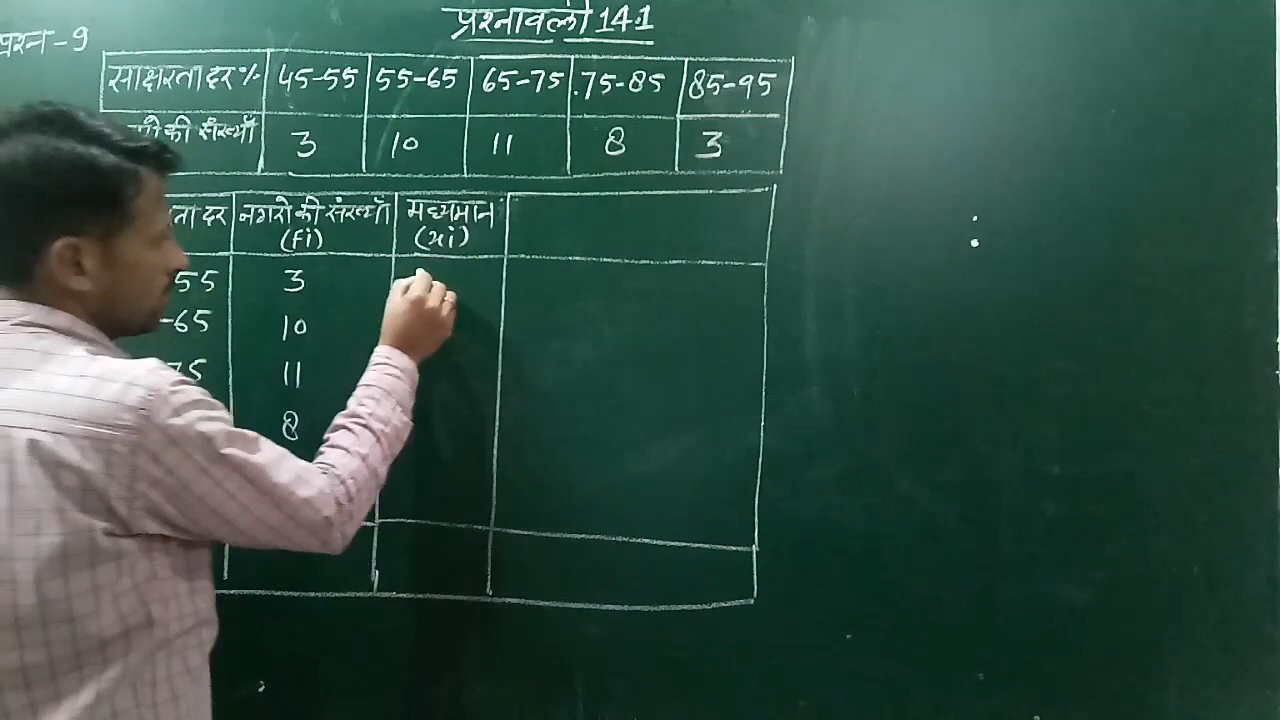 प्रश्नावली 14.1
प्रश्न-9
साक्षरता दर% 45-55 55-65 65-75 75-85 85-95
की संख्याँ 3 10 11 8 3
दर नगरो की संख्याँ मध्यमान
(fi) (xi)
55 3
-65 10
75 11
8